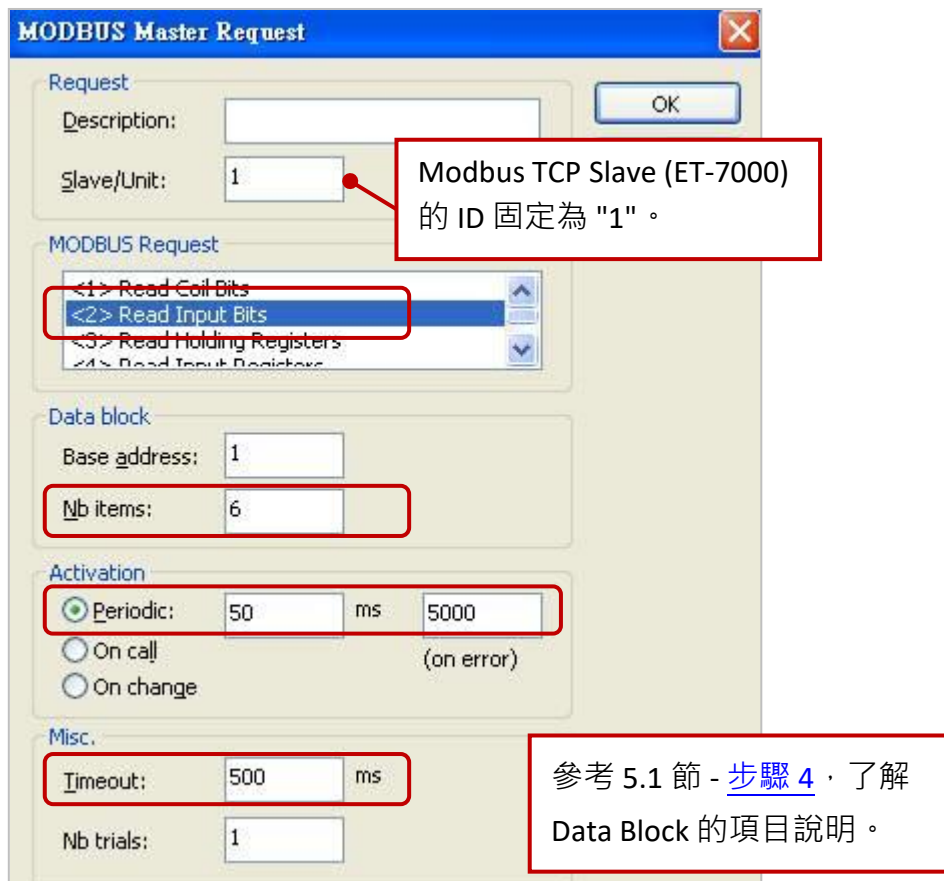 MODBUS Master Request
Request
OK
Description:
Slave/Unit: 1
Modbus TCP Slave (ET-7000)
的 ID 固定為 "1"。
MODBUS Request
<1> Read Coil Bits
<2> Read Input Bits
<3> Read Holding Registers
<4> Read Input Registers
Data block
Base address: 1
Nb items: 6
Activation
Periodic: 50 ms 5000
On call (on error)
On change
Misc.
Timeout: 500 ms
Nb trials: 1
參考 5.1 節 - 步驟 4，了解
Data Block 的項目說明。